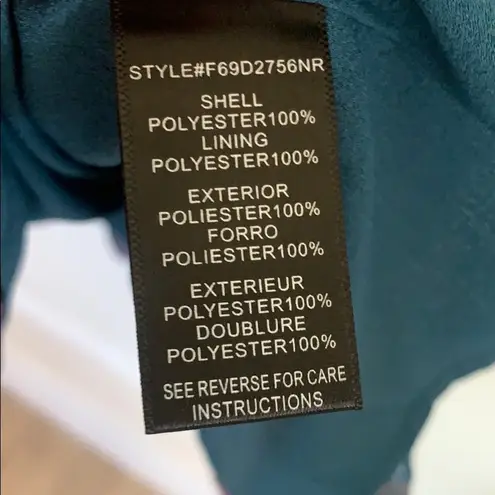 STYLE#F69D2756NR
SHELL
POLYESTER100%
LINING
POLYESTER100%
EXTERIOR
POLIESTER100%
FORRO
POLIESTER100%
EXTERIEUR
POLYESTER100%
DOUBLURE
POLYESTER100%
SEE REVERSE FOR CARE
INSTRUCTIONS